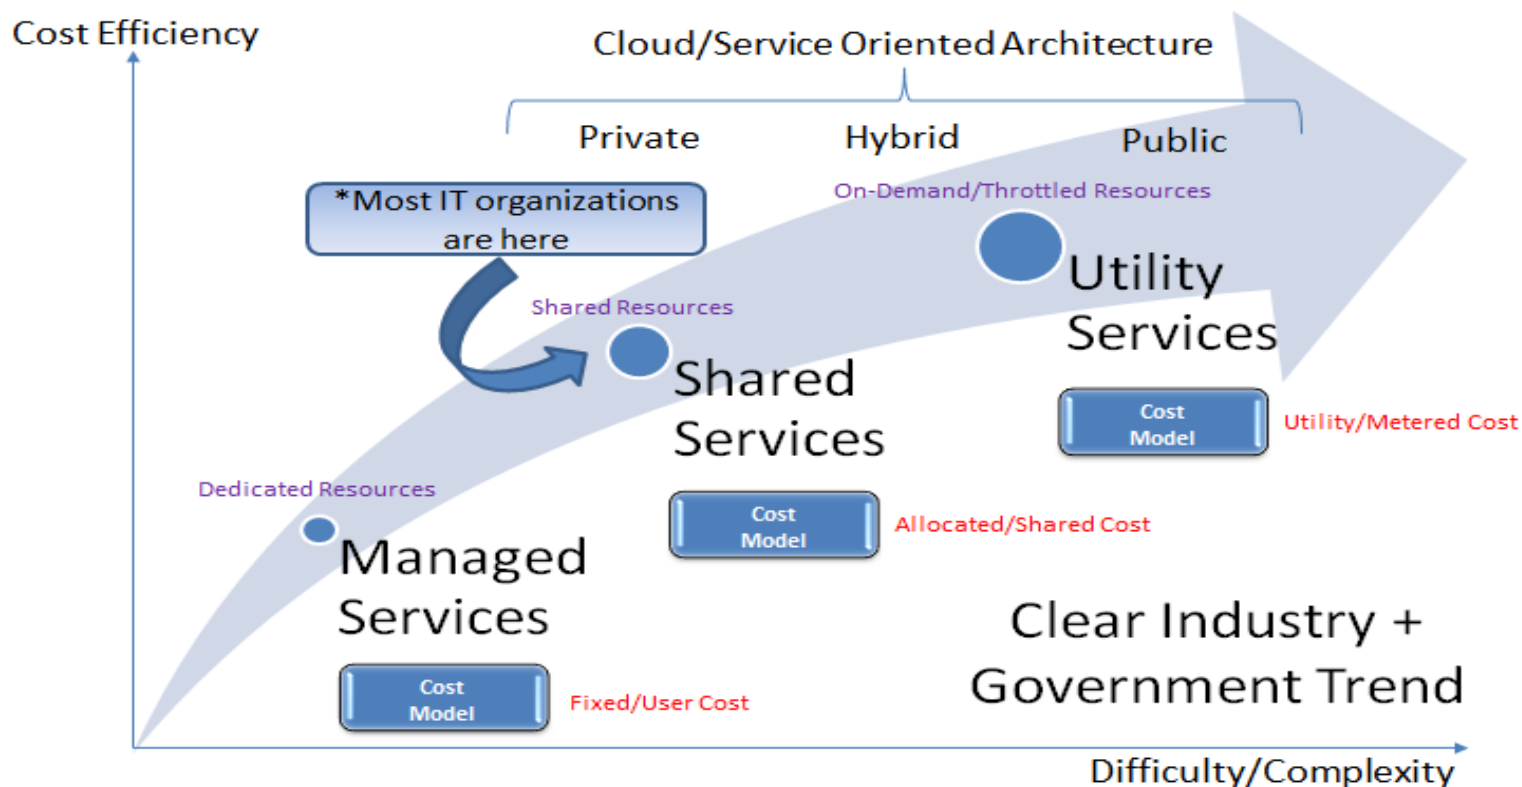 Cost Efficiency
Cloud/Service Oriented Architecture
Private
Hybrid
Public
*Most IT organizations
are here
On-Demand/Throttled Resources
Utility
Services
Shared Resources
Shared
Services
Cost
Model
Utility/Metered Cost
Dedicated Resources
Managed
Services
Cost
Model
Allocated/Shared Cost
Clear Industry +
Government Trend
Cost
Model
Fixed/User Cost
Difficulty/Complexity